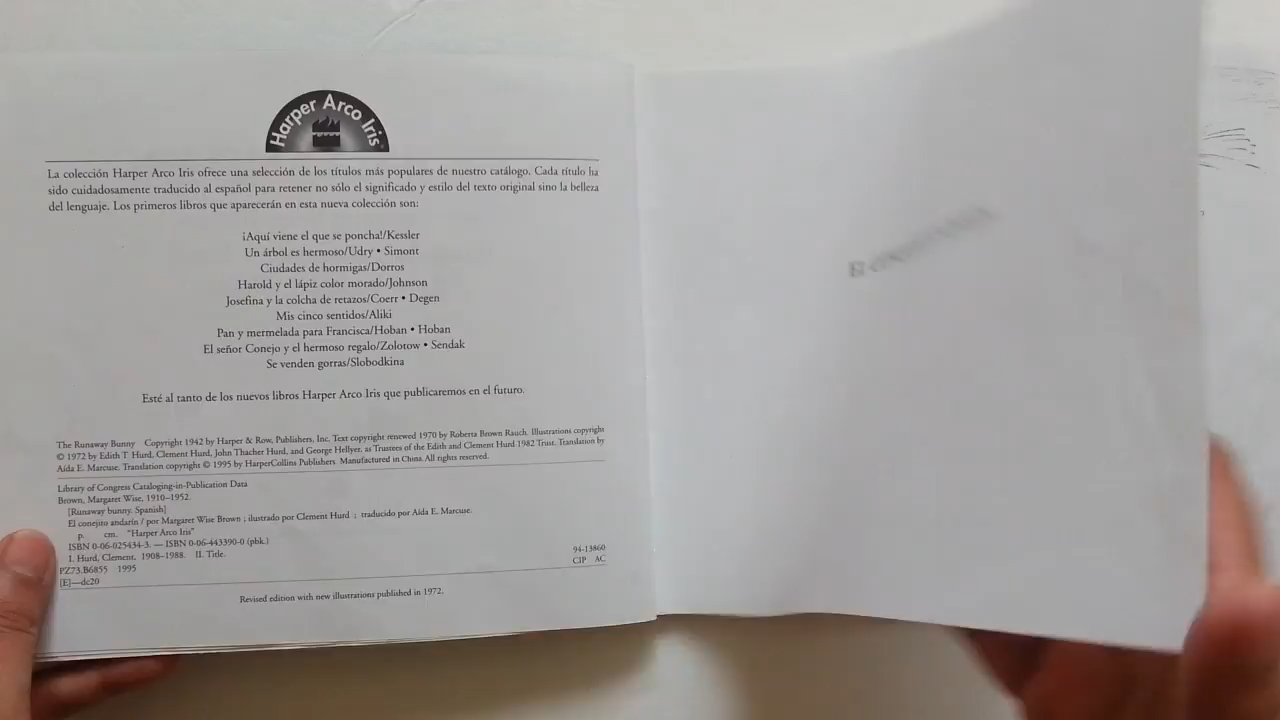 Harper Arco Iris
La colección Harper Arco Iris ofrece una selección de los títulos más populares de nuestro catálogo. Cada título ha
sido cuidadosamente traducido al español para retener no sólo el significado y estilo del texto original sino la belleza
del lenguaje. Los primeros libros que aparecerán en esta nueva colección son:
¡Aquí viene el que se poncha!/Kessler
Un árbol es hermoso/Udry • Simont
Ciudades de hormigas/Dorros
Harold y el lápiz color morado/Johnson
Josefina y la colcha de retazos/Coerr • Degen
Mis cinco sentidos/Aliki
Pan y mermelada para Francisca/Hoban • Hoban
El señor Conejo y el hermoso regalo/Zolotow • Sendak
Se venden gorras/Slobodkina
Esté al tanto de los nuevos libros Harper Arco Iris que publicaremos en el futuro.
The Runaway Bunny Copyright 1942 by Harper & Row, Publishers, Inc. Text copyright renewed 1970 by Roberta Brown Rauch. Illustrations copyright
© 1972 by Edith T. Hurd, Clement Hurd, John Thacher Hurd, and George Hellyer, as Trustees of the Edith and Clement Hurd 1982 Trust. Translation by
Aída E. Marcuse. Translation copyright © 1995 by HarperCollins Publishers. Manufactured in China. All rights reserved.
Library of Congress Cataloging-in-Publication Data
Brown, Margaret Wise, 1910–1952.
[Runaway bunny. Spanish]
El conejito andarín / por Margaret Wise Brown ; ilustrado por Clement Hurd ; traducido por Aída E. Marcuse.
p. cm. "Harper Arco Iris"
ISBN 0-06-025434-3. — ISBN 0-06-443390-0 (pbk.)
I. Hurd, Clement, 1908–1988. II. Title.
PZ73.B6855 1995
[E]—dc20
94-13860
CIP AC
Revised edition with new illustrations published in 1972.